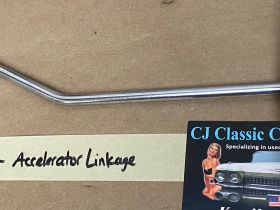 - Accelerator Linkage
CJ Classic C
Specializing in used